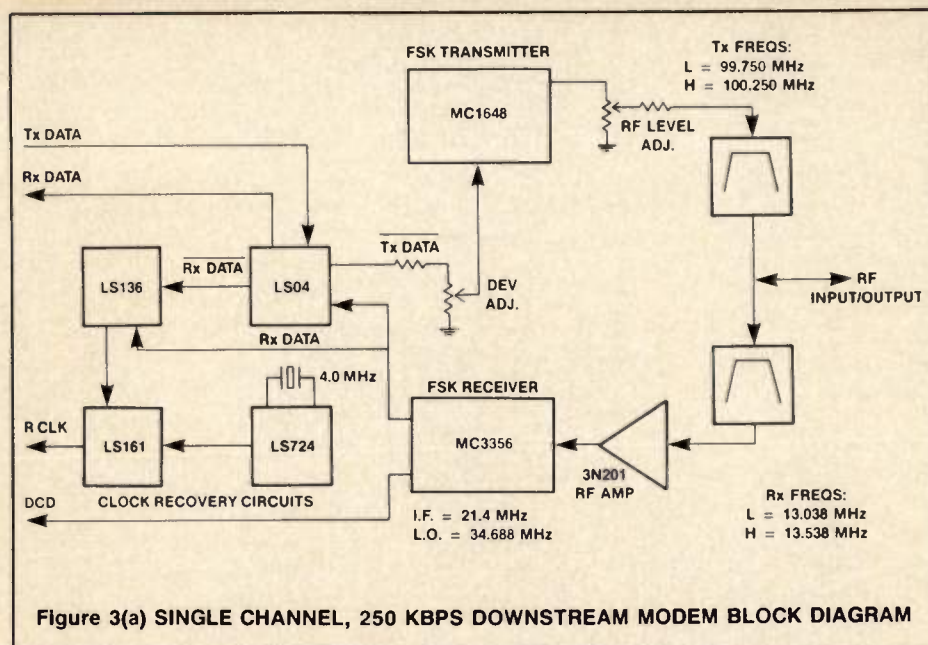 FSK TRANSMITTER
MC1648
Tx FREQS:
L = 99.750 MHz
H = 100.250 MHz
RF LEVEL
ADJ.
Tx DATA
Rx DATA
LS136
Rx DATA
LS04
Tx DATA
DEV
ADJ.
RF
INPUT/OUTPUT
Rx DATA
4.0 MHz
FSK RECEIVER
R CLK
LS161
LS724
MC3356
3N201
RF AMP
DCD
CLOCK RECOVERY CIRCUITS
I.F. = 21.4 MHz
L.O. = 34.688 MHz
Rx FREQS:
L = 13.038 MHz
H = 13.538 MHz
Figure 3(a) SINGLE CHANNEL, 250 KBPS DOWNSTREAM MODEM BLOCK DIAGRAM